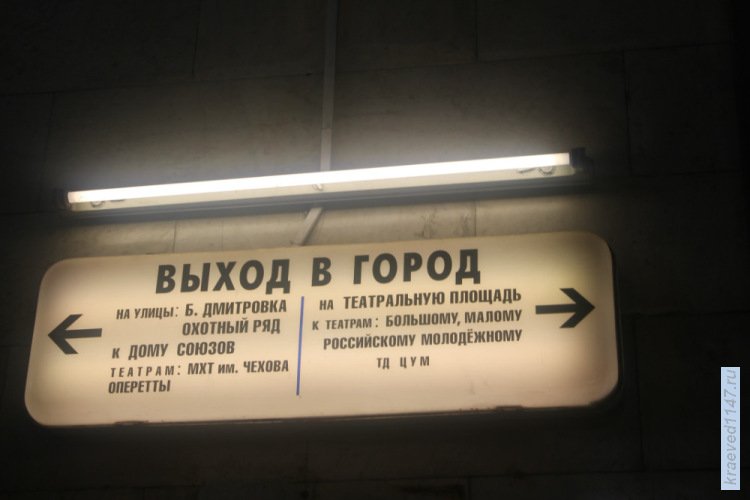 ВЫХОД В ГОРОД
НА УЛИЦЫ: Б. ДМИТРОВКА
ОХОТНЫЙ РЯД
К ДОМУ СОЮЗОВ
ТЕАТРАМ: МХТ им. ЧЕХОВА
ОПЕРЕТТЫ
НА ТЕАТРАЛЬНУЮ ПЛОЩАДЬ
К ТЕАТРАМ: БОЛЬШОМУ, МАЛОМУ
РОССИЙСКОМУ МОЛОДЁЖНОМУ
ТД ЦУМ
kraeved1147.ru